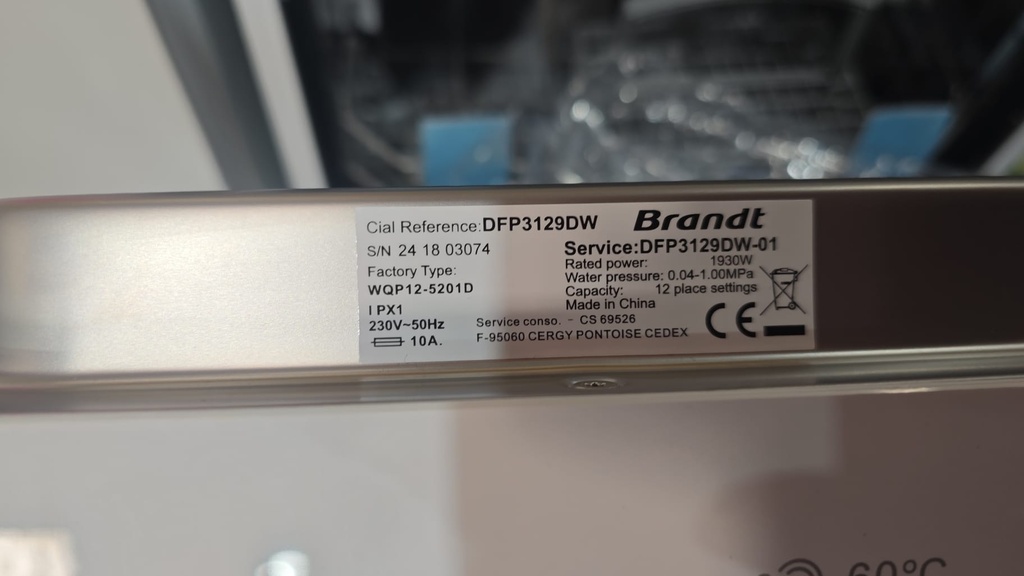 Cial Reference:DFP3129DW
Brandt
S/N 24 18 03074
Service:DFP3129DW-01
Factory Type:
Rated power: 1930W
WQP12-5201D
Water pressure: 0.04-1.00MPa
Capacity: 12 place settings
IPX1
Made in China
230V~50Hz
Service conso. - CS 69526
10A.
F-95060 CERGY PONTOISE CEDEX
CE
60°C